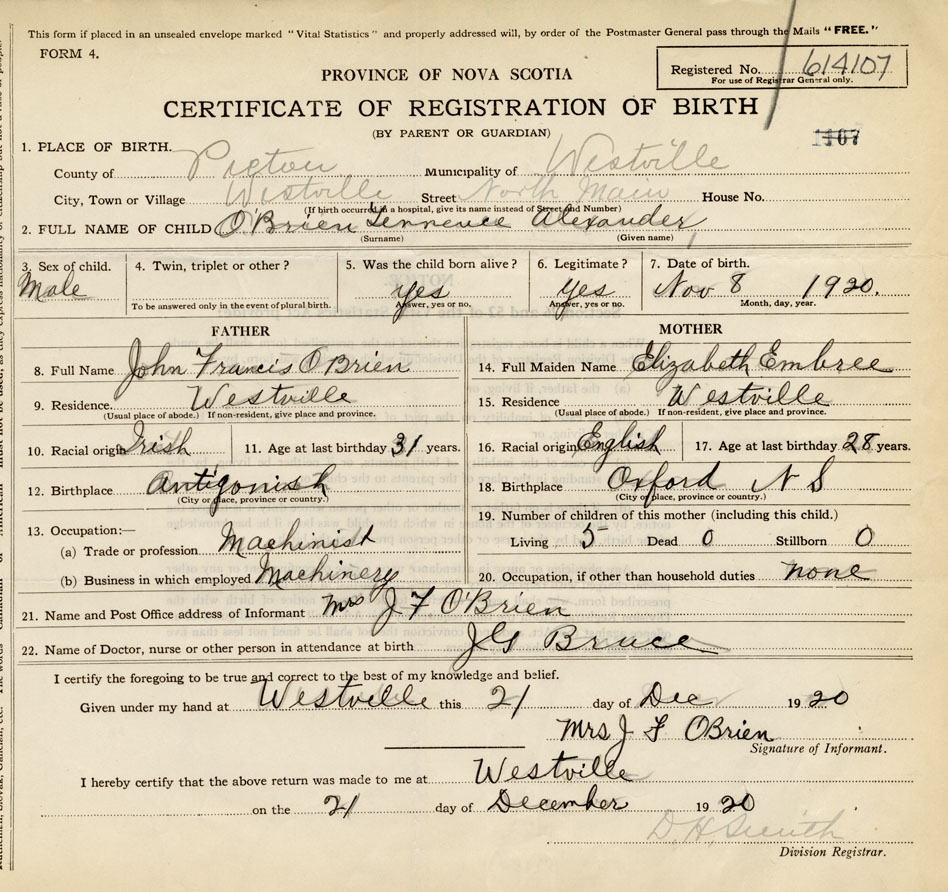 This form if placed in an unsealed envelope marked "Vital Statistics" and properly addressed will, by order of the Postmaster General pass through the Mails "FREE."
FORM 4.
Registered No. 614107
For use of Registrar General only.
PROVINCE OF NOVA SCOTIA
CERTIFICATE OF REGISTRATION OF BIRTH
(BY PARENT OR GUARDIAN)
1107
1. PLACE OF BIRTH.
County of Pictou Municipality of Westville
City, Town or Village Westville Street North Main House No.
(If birth occurred in a hospital, give its name instead of Street and Number)
2. FULL NAME OF CHILD O'Brien Terrence Alexander
(Surname) (Given name)
3. Sex of child. 4. Twin, triplet or other? 5. Was the child born alive? 6. Legitimate? 7. Date of birth.
Male yes yes Nov 8 1920.
To be answered only in the event of plural birth. Answer, yes or no. Answer, yes or no. Month, day, year.
FATHER MOTHER
8. Full Name John Francis O'Brien 14. Full Maiden Name Elizabeth Embree
9. Residence. Westville 15. Residence Westville
(Usual place of abode.) If non-resident, give place and province. (Usual place of abode.) If non-resident, give place and province.
10. Racial origin Irish 11. Age at last birthday 31 years. 16. Racial origin English 17. Age at last birthday 28 years.
12. Birthplace Antigonish 18. Birthplace Oxford N S
(City or place, province or country.) (City or place, province or country.)
13. Occupation:— 19. Number of children of this mother (including this child.)
(a) Trade or profession Machinist Living 5 Dead 0 Stillborn 0
(b) Business in which employed Machinery 20. Occupation, if other than household duties none
21. Name and Post Office address of Informant Mrs J F O'Brien
22. Name of Doctor, nurse or other person in attendance at birth J G Bruce
I certify the foregoing to be true and correct to the best of my knowledge and belief.
Given under my hand at Westville this 21 day of Dec 1920
Mrs J F O'Brien
Signature of Informant.
I hereby certify that the above return was made to me at Westville
on the 21 day of December 1920
D. H. Smith
Division Registrar.